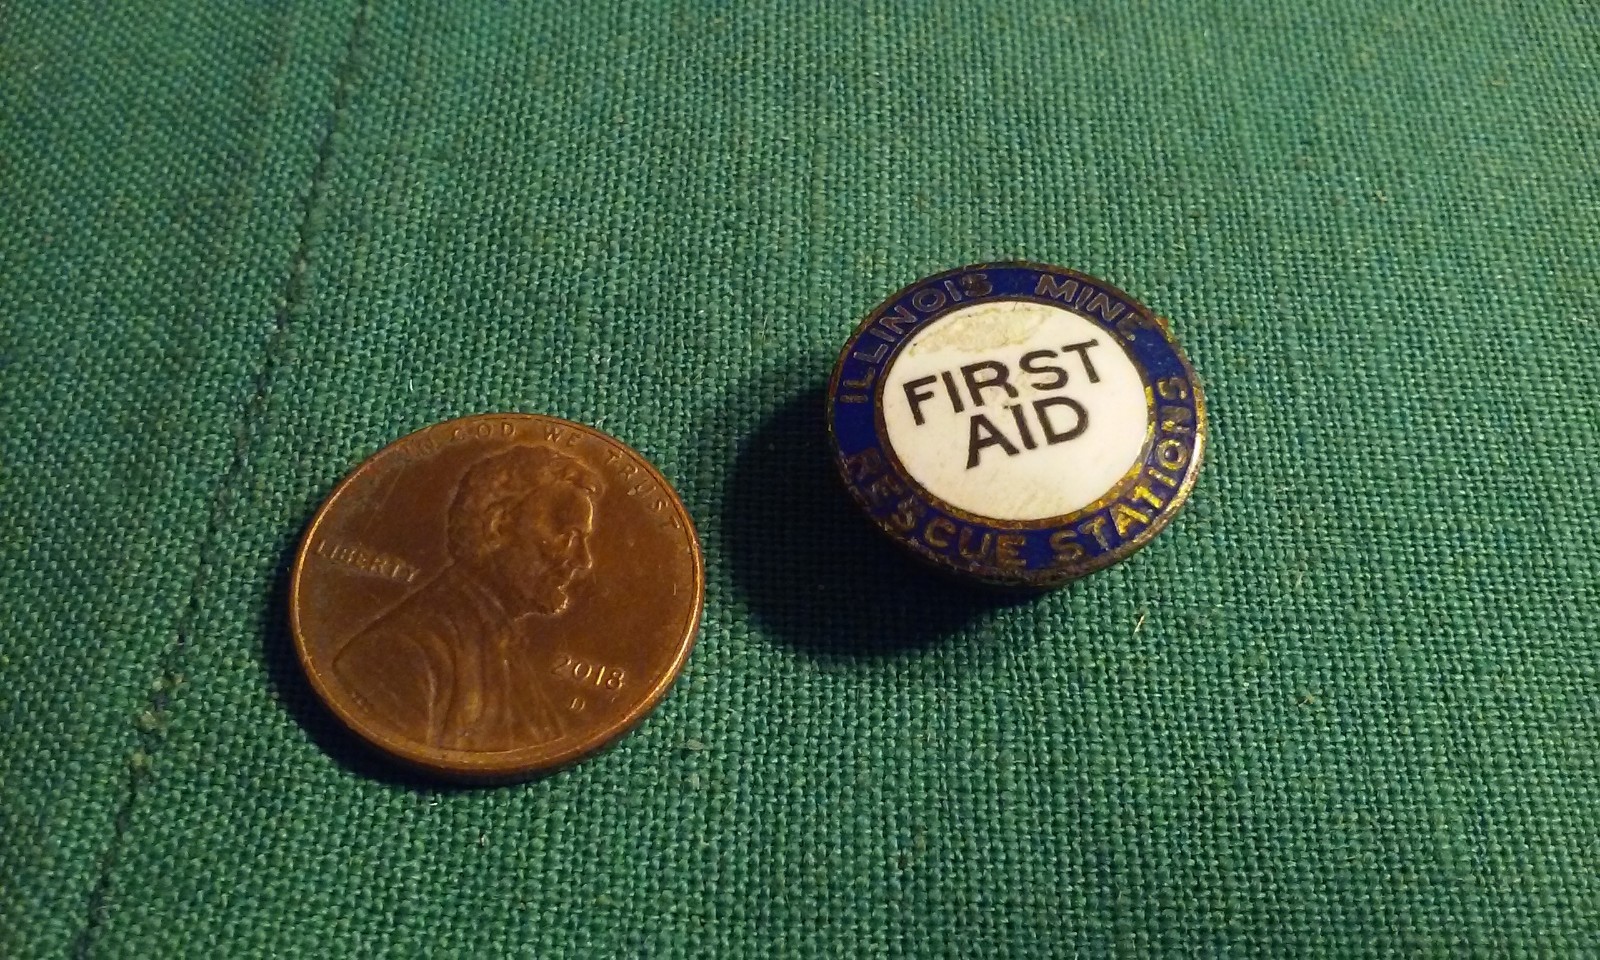 IN GOD WE TRUST
LIBERTY
2018
D
ILLINOIS MINE
FIRST
AID
RESCUE STATIONS